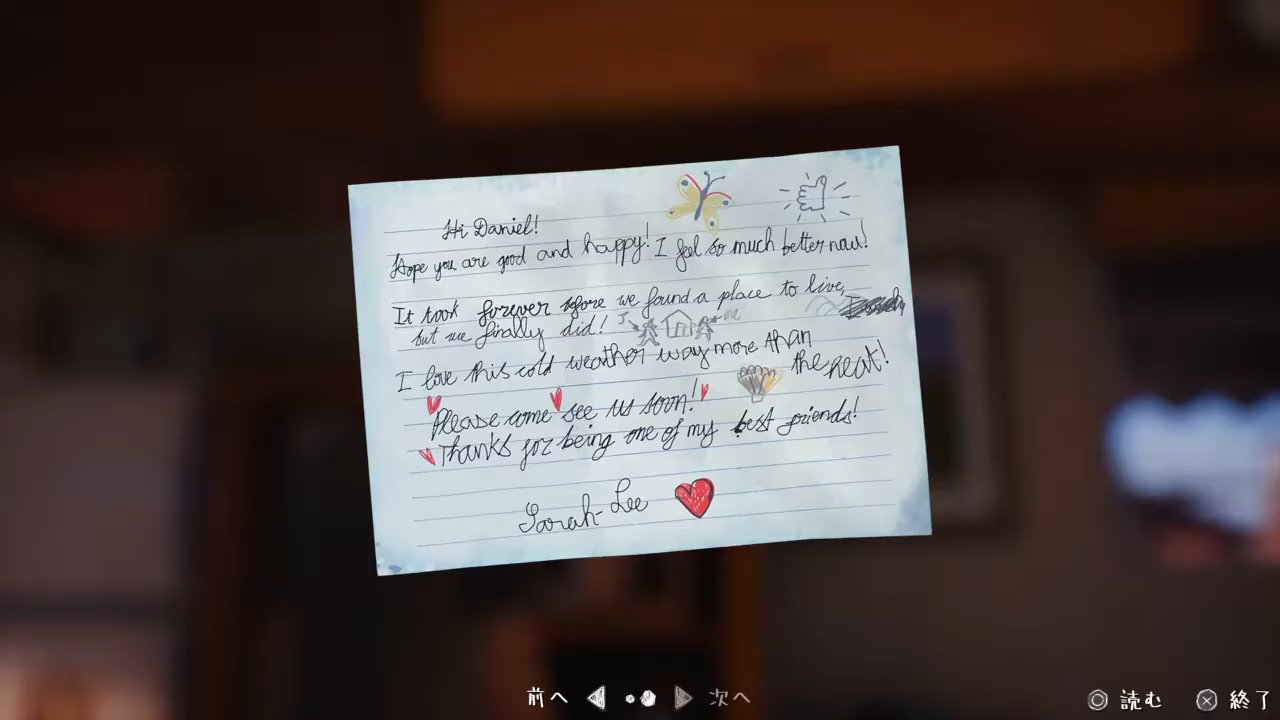 Hi Daniel!
Hope you are good and happy! I feel so much better now!
It took forever before we found a place to live,
but we finally did! J me
I love this cold weather way more than
the heat!
Please come see us soon!
Thanks for being one of my best friends!
Sarah-Lee
前へ 次へ 読む 終了